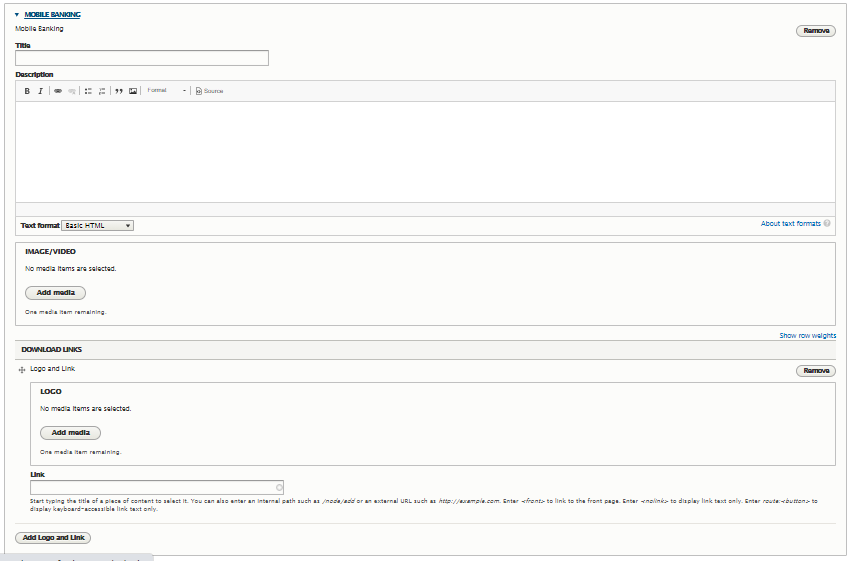 MOBILE BANKING
Mobile Banking
Remove
Title
Description
B I Format Source
Text format Basic HTML
About text formats
IMAGE/VIDEO
No media items are selected.
Add media
One media item remaining.
Show row weights
DOWNLOAD LINKS
Logo and Link
Remove
LOGO
No media items are selected.
Add media
One media item remaining.
Link
Start typing the title of a piece of content to select it. You can also enter an internal path such as /node/add or an external URL such as http://example.com. Enter <front> to link to the front page. Enter <nolink> to display link text only. Enter route:<button> to
display keyboard-accessible link text only.
Add Logo and Link